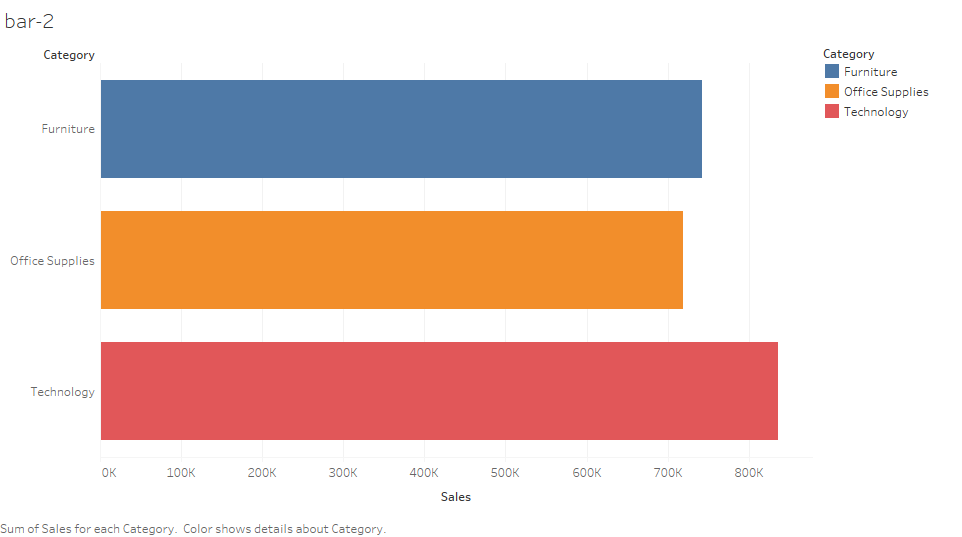 bar-2
Category
Furniture
Office Supplies
Technology
0K 100K 200K 300K 400K 500K 600K 700K 800K
Sales
Category
Furniture
Office Supplies
Technology
Sum of Sales for each Category.  Color shows details about Category.